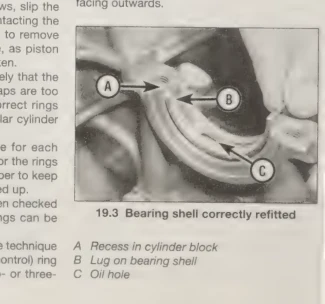 ws, slip the
ntacting the
to remove
, as piston
ken.
ely that the
aps are too
orrect rings
lar cylinder
e for each
or the rings
per to keep
ed up.
en checked
ngs can be
e technique
control) ring
- or three-
facing outwards.
A
B
C
19.3 Bearing shell correctly refitted
A Recess in cylinder block
B Lug on bearing shell
C Oil hole